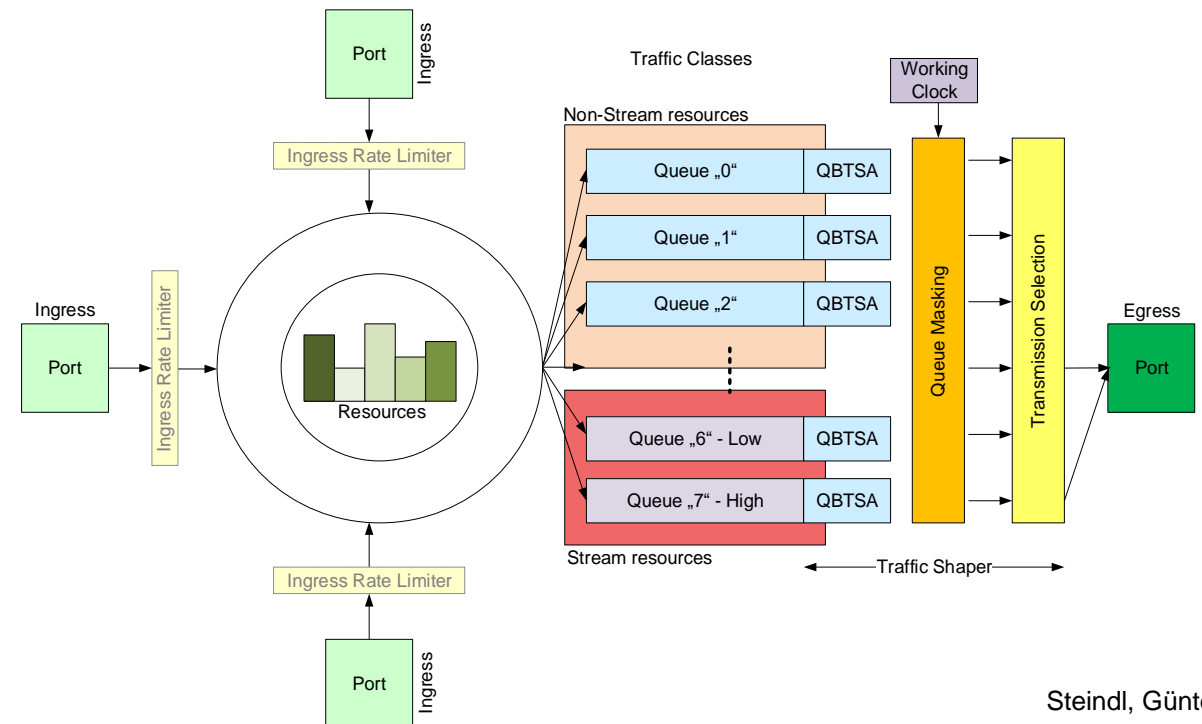 Port
Ingress
Ingress Rate Limiter
Traffic Classes
Working
Clock
Non-Stream resources
Queue „0“
QBTSA
Queue „1“
QBTSA
Queue „2“
QBTSA
Ingress
Port
Ingress Rate Limiter
Resources
Queue Masking
Transmission Selection
Egress
Port
Queue „6“ - Low
QBTSA
Queue „7“ - High
QBTSA
Stream resources
Traffic Shaper
Ingress Rate Limiter
Port
Ingress
Steindl,